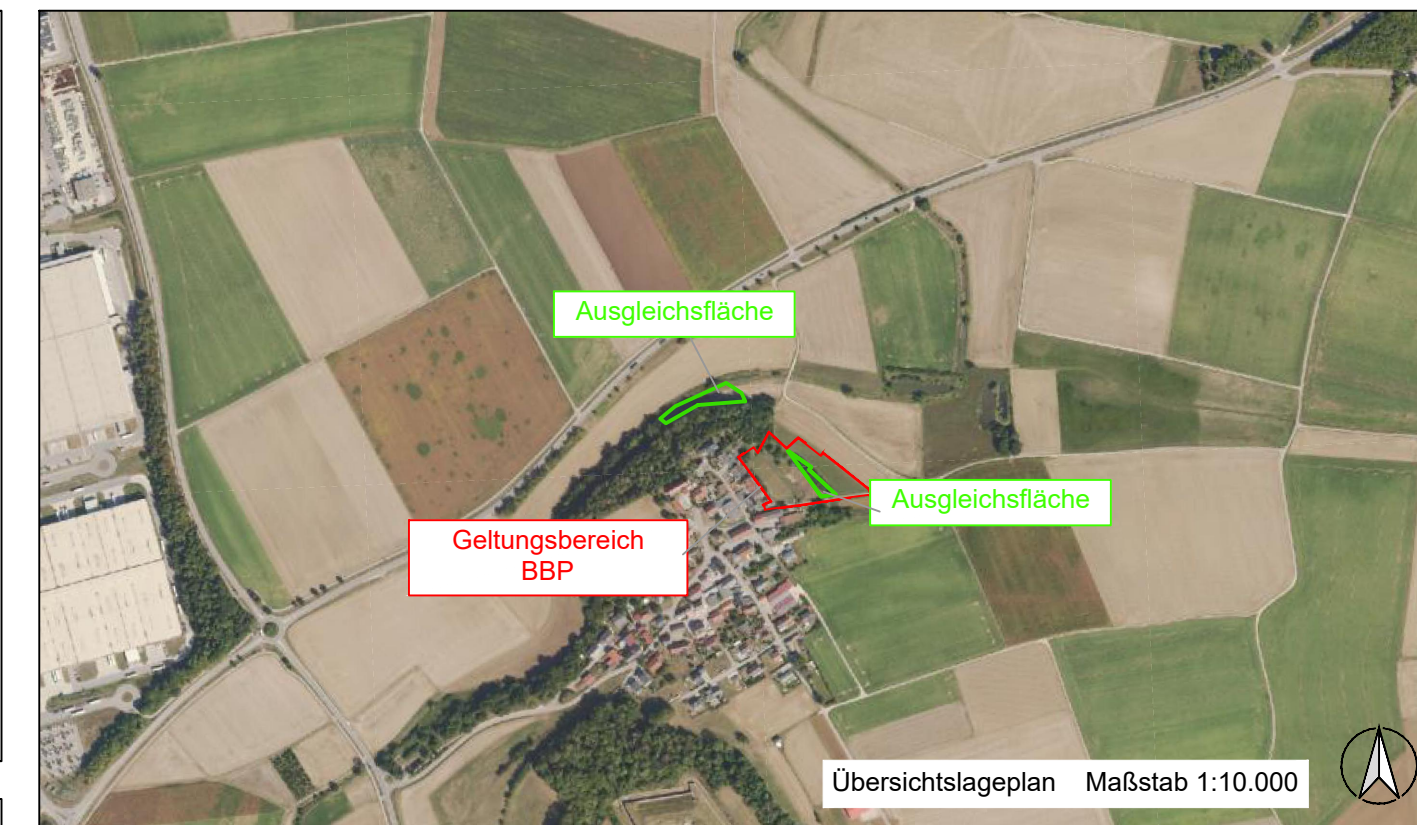 Ausgleichsfläche
Ausgleichsfläche
Geltungsbereich
BBP
Übersichtslageplan Maßstab 1:10.000